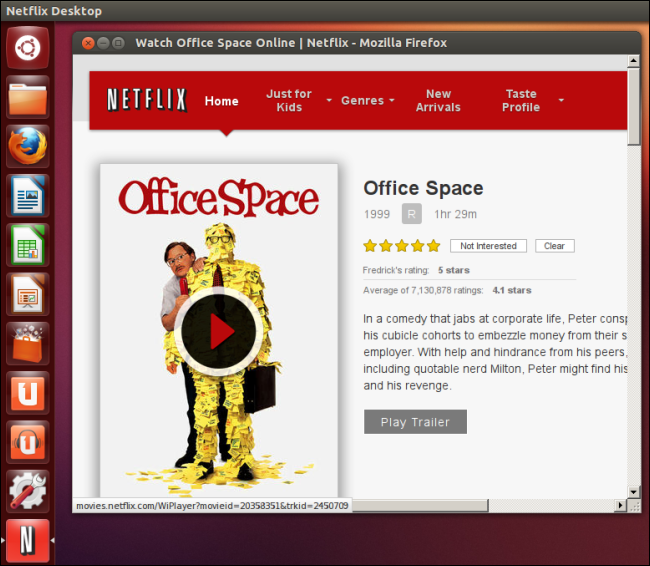 Netflix Desktop
Watch Office Space Online | Netflix - Mozilla Firefox
NETFLIX
Home
Just for
Kids
Genres
New
Arrivals
Taste
Profile
Office Space
Office Space
1999 R 1hr 29m
Not Interested Clear
Fredrick's rating: 5 stars
Average of 7,130,878 ratings: 4.1 stars
In a comedy that jabs at corporate life, Peter consp
his cubicle cohorts to embezzle money from their s
employer. With help and hindrance from his peers,
including quotable nerd Milton, Peter might find his
and his revenge.
Play Trailer
movies.netflix.com/WiPlayer?movieid=20358351&trkid=2450709
N